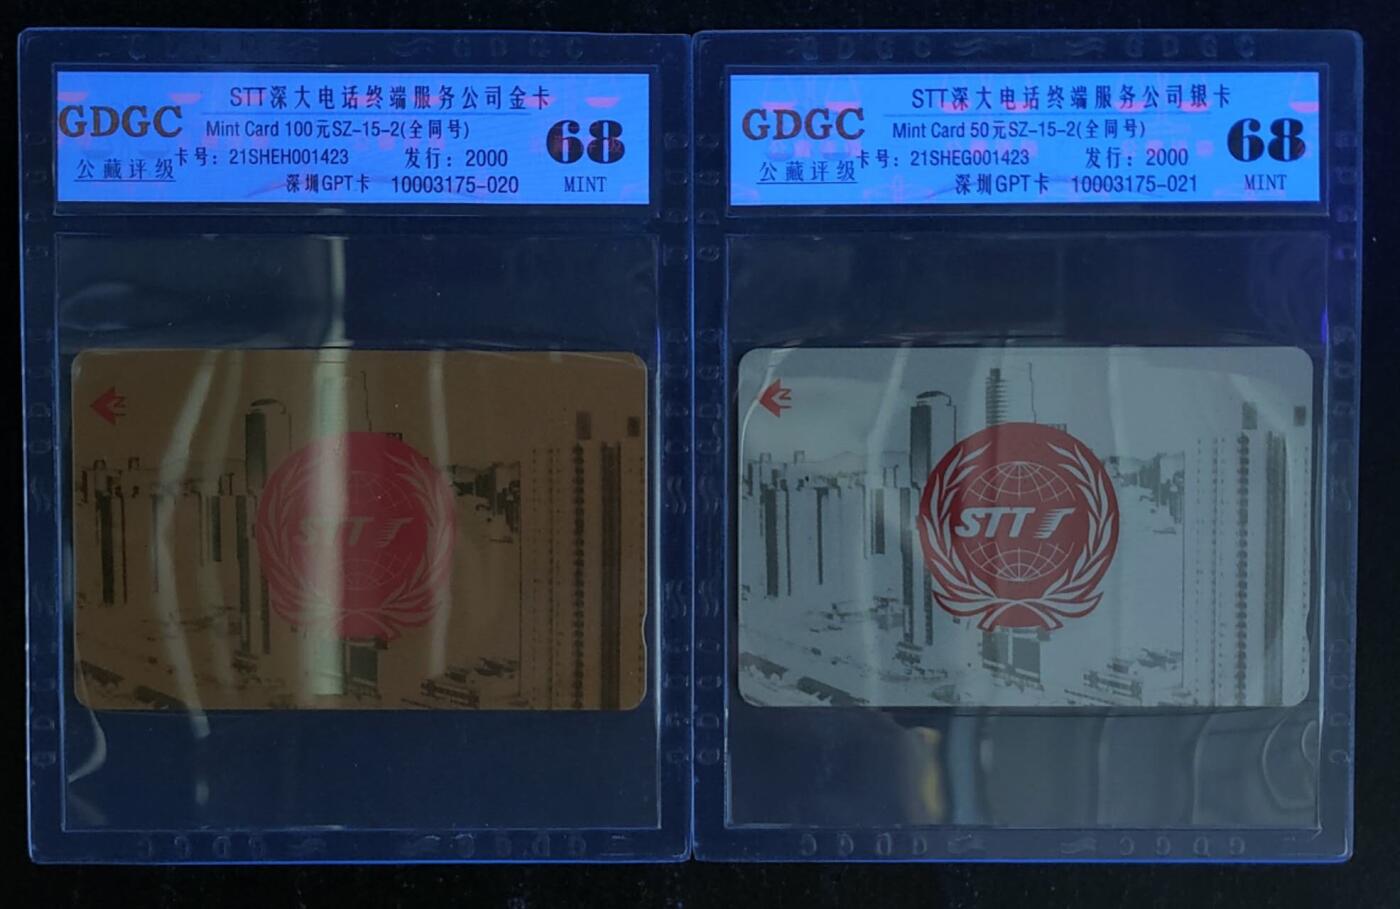 STT深大电话终端服务公司金卡
GDGC
Mint Card 100元SZ-15-2(全同号)
68
公藏评级
卡号：21SHEH001423
发行：2000
深圳GPT卡
10003175-020
MINT
STT
STT深大电话终端服务公司银卡
GDGC
Mint Card 50元SZ-15-2(全同号)
68
公藏评级
卡号：21SHEG001423
发行：2000
深圳GPT卡
10003175-021
MINT
STT